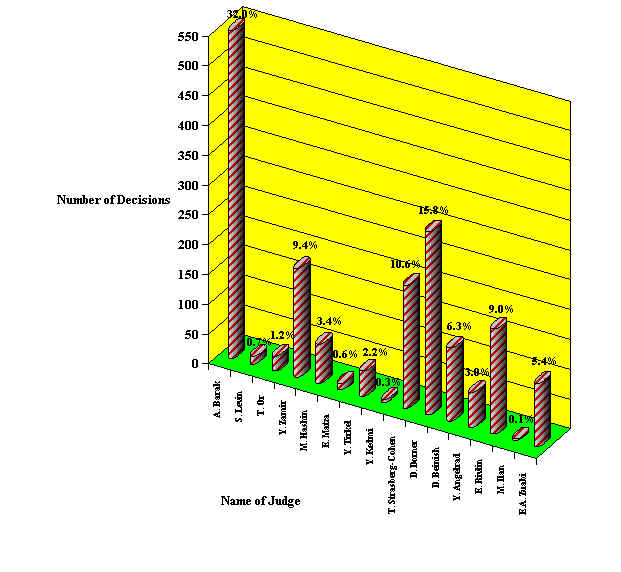 32.0%
550
500
450
400
350
300
250
200
150
100
50
0
Number of Decisions
0.7%
1.2%
9.4%
3.4%
0.6%
2.2%
0.3%
10.6%
15.8%
6.3%
3.0%
9.0%
0.1%
5.4%
A. Barak
S. Levin
T. Or
Y. Zamir
M. Hashin
E. Matza
Y. Türkel
Y. Kedmi
T. Strasberg-Cohen
D. Dorner
D. Beinish
Y. Anglelrad
E. Rivlin
M. Ilan
E.A. Zuabi
Name of Judge